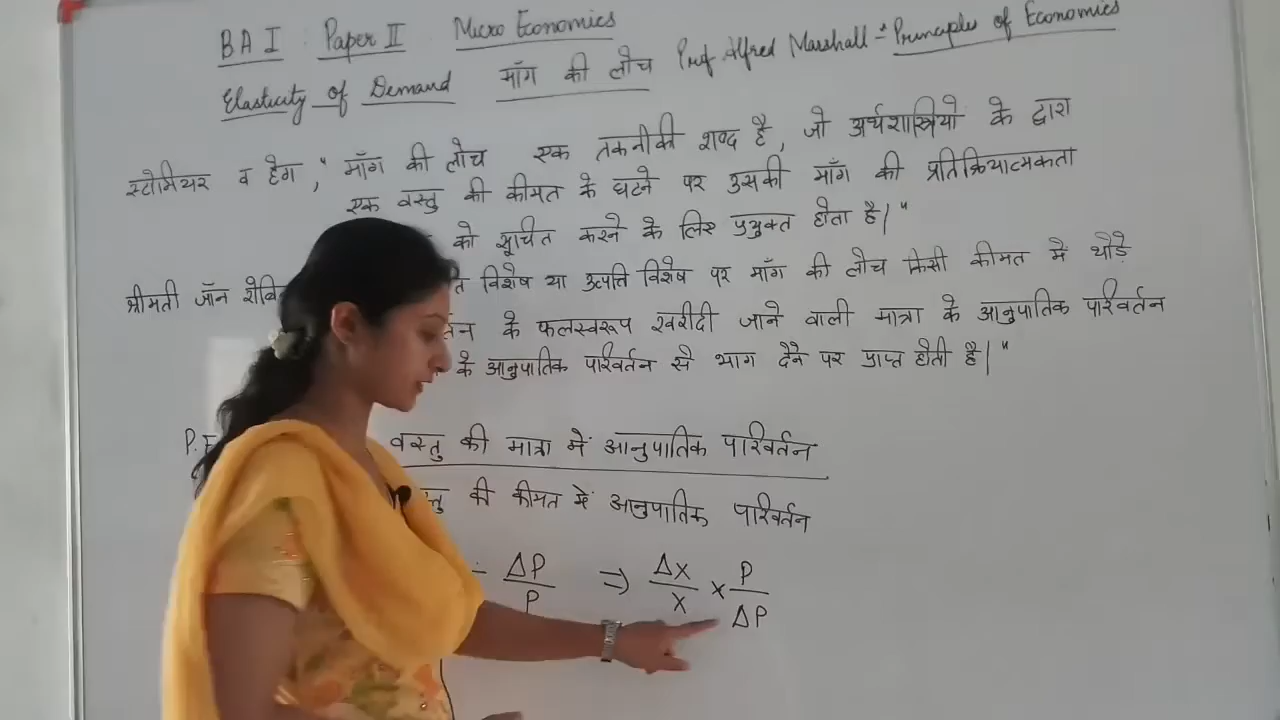 BA I Paper II Micro Economics
Elasticity of Demand माँग की लोच Prof. Alfred Marshall :- Principles of Economics
स्टोनियर व हेग, " माँग की लोच एक तकनीकी शब्द है, जो अर्थशास्त्रियो के द्वारा
एक वस्तु की कीमत के घटने पर उसकी माँग की प्रतिक्रियात्मकता
को सूचित करने के लिए प्रयुक्त होता है।"
श्रीमती जॉन विशेष या उत्पत्ति विशेष पर माँग की लोच किसी कीमत में थोड़े
के फलस्वरूप खरीदी जाने वाली मात्रा के आनुपातिक परिवर्तन
के आनुपातिक परिवर्तन से भाग देने पर प्राप्त होती है।"
वस्तु की मात्रा में आनुपातिक परिवर्तन
की कीमत में आनुपातिक परिवर्तन
ΔP/P ⇒ ΔX/X × P/ΔP